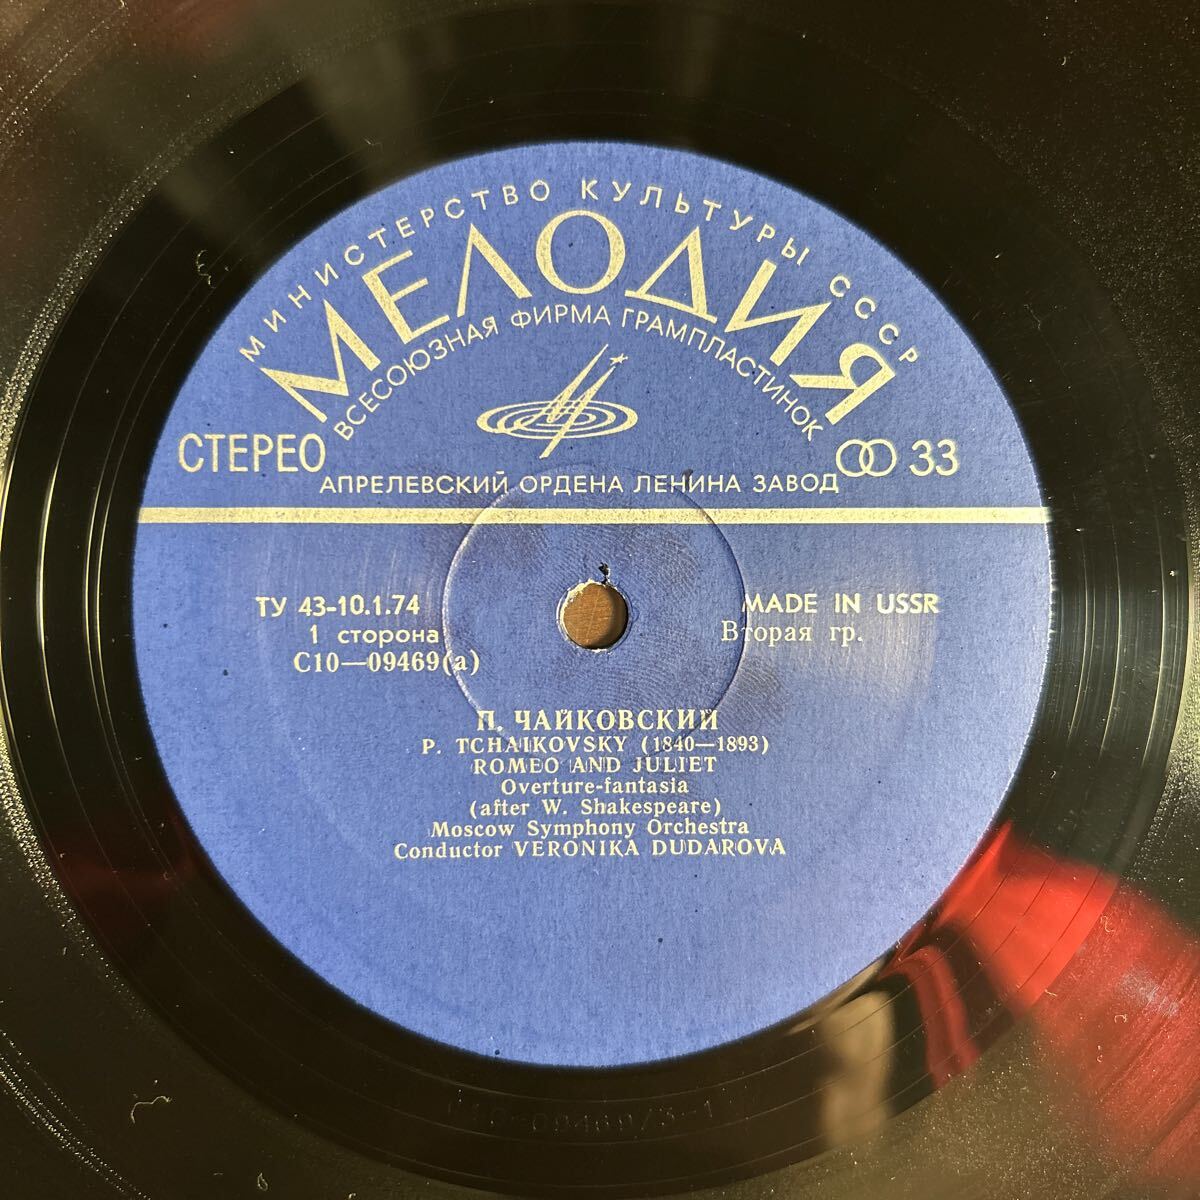 МИНИСТЕРСТВО КУЛЬТУРЫ СССР
МЕЛОДИЯ
ВСЕСОЮЗНАЯ ФИРМА ГРАМПЛАСТИНОК
СТЕРЕО
33
АПРЕЛЕВСКИЙ ОРДЕНА ЛЕНИНА ЗАВОД
ТУ 43-10.1.74
1 сторона
С10—09469(а)
MADE IN USSR
Вторая гр.
П. ЧАЙКОВСКИЙ
P. TCHAIKOVSKY (1840—1893)
ROMEO AND JULIET
Overture-fantasia
(after W. Shakespeare)
Moscow Symphony Orchestra
Conductor VERONIKA DUDAROVA